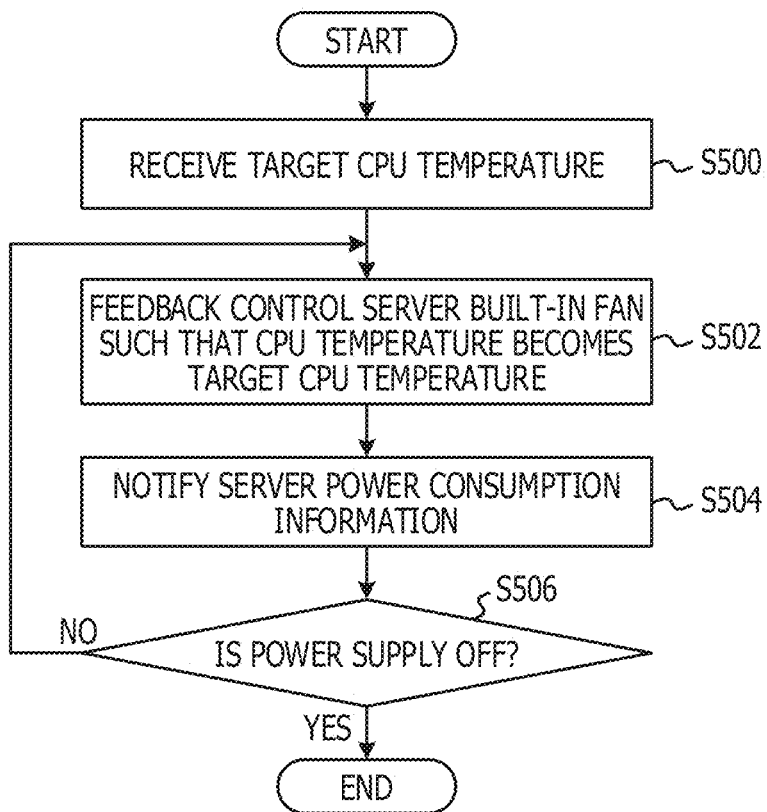 START
RECEIVE TARGET CPU TEMPERATURE
S500
FEEDBACK CONTROL SERVER BUILT-IN FAN
SUCH THAT CPU TEMPERATURE BECOMES
TARGET CPU TEMPERATURE
S502
NOTIFY SERVER POWER CONSUMPTION
INFORMATION
S504
S506
NO
IS POWER SUPPLY OFF?
YES
END